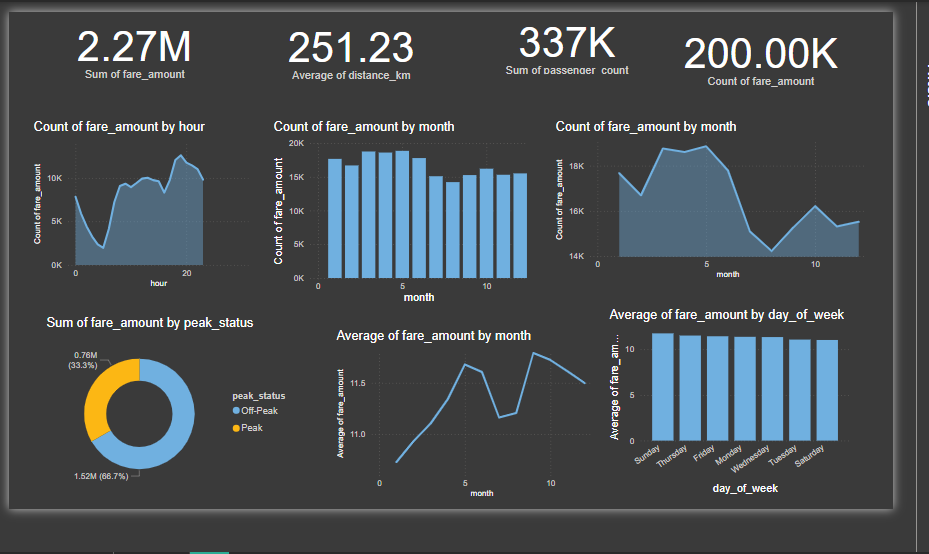 2.27M
Sum of fare_amount
251.23
Average of distance_km
337K
Sum of passenger_count
200.00K
Count of fare_amount
Count of fare_amount by hour
Count of fare_amount
10K
5K
0K
0
20
hour
Count of fare_amount by month
Count of fare_amount
20K
15K
10K
5K
0K
0
5
10
month
Count of fare_amount by month
Count of fare_amount
18K
16K
14K
0
5
10
month
Sum of fare_amount by peak_status
0.76M
(33.3%)
1.52M (66.7%)
peak_status
Off-Peak
Peak
Average of fare_amount by month
Average of fare_amount
11.5
11.0
0
5
10
month
Average of fare_amount by day_of_week
Average of fare_am...
10
5
0
Sunday
Thursday
Friday
Monday
Wednesday
Tuesday
Saturday
day_of_week